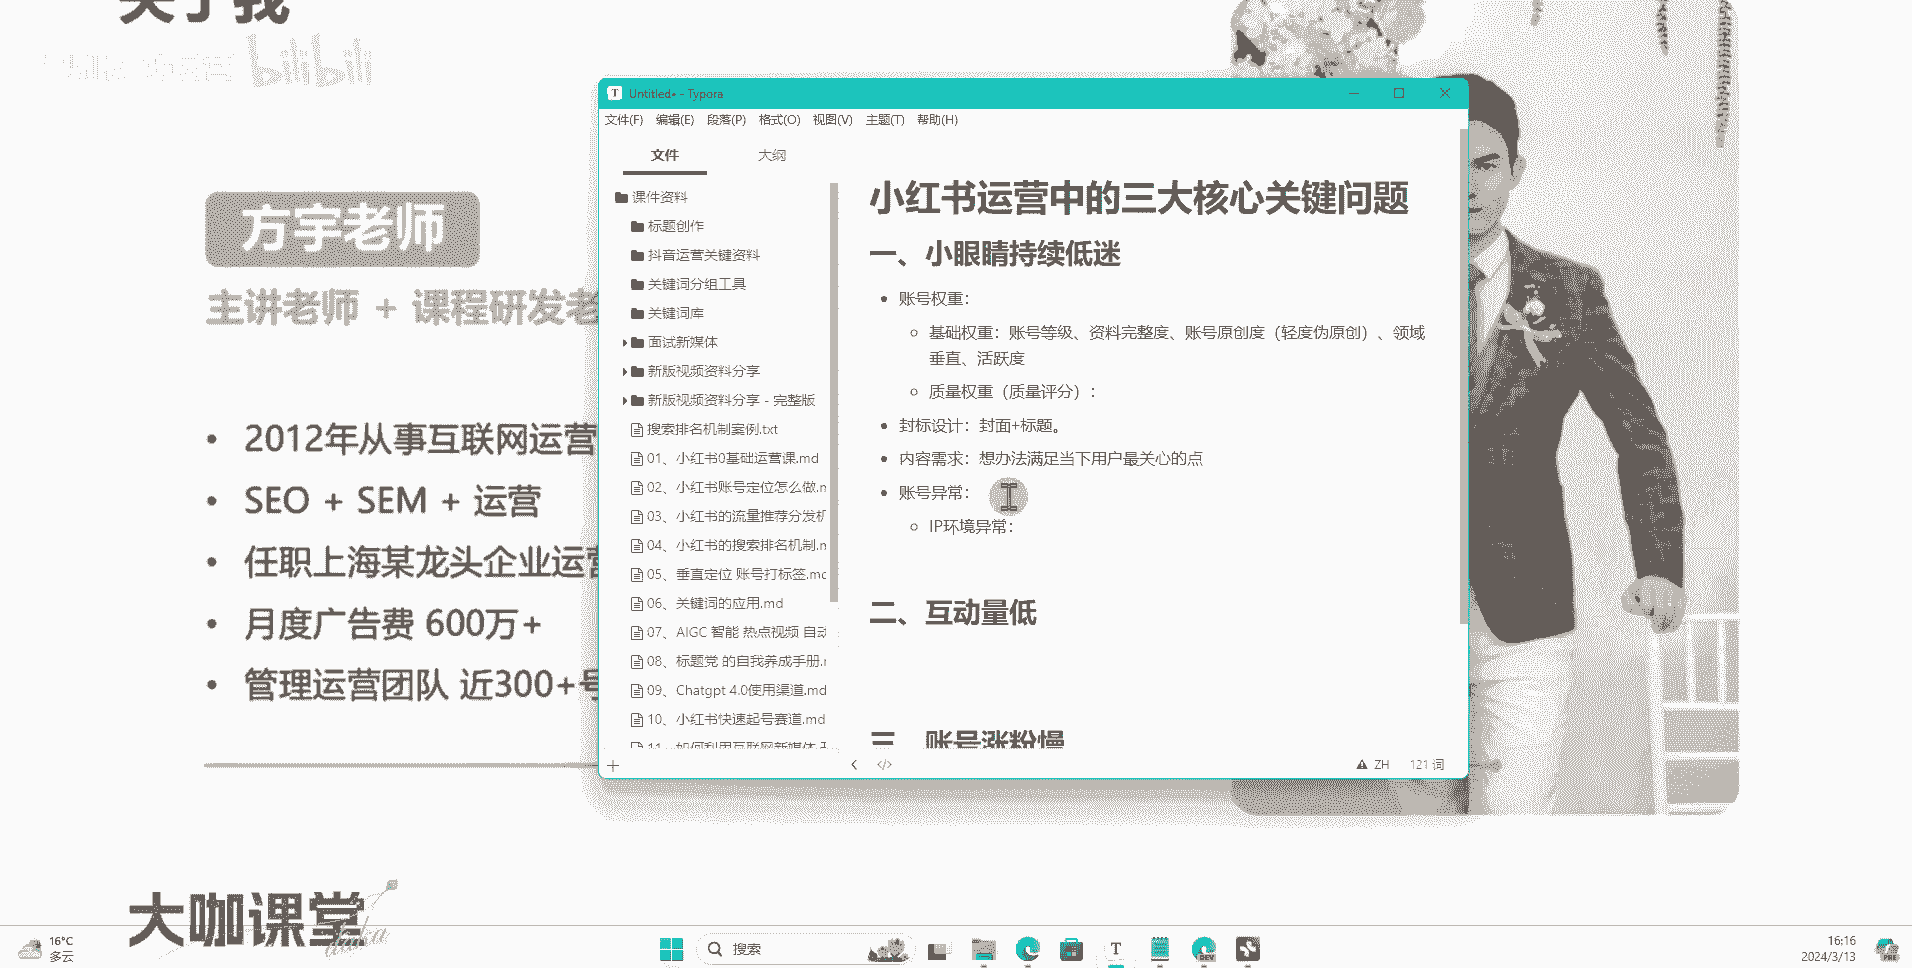 关于我
bilibili
方宇老师
主讲老师 + 课程研发老
2012年从事互联网运营
SEO + SEM + 运营
任职上海某龙头企业运营
月度广告费 600万+
管理运营团队 近300+号
大咖课堂
daka
Untitled• - Typora
文件(F) 编辑(E) 段落(P) 格式(O) 视图(V) 主题(T) 帮助(H)
文件 大纲
课件资料
标题创作
抖音运营关键资料
关键词分组工具
关键词库
面试新媒体
新版视频资料分享
新版视频资料分享 - 完整版
搜索排名机制案例.txt
01、小红书0基础运营课.md
02、小红书账号定位怎么做.m
03、小红书的流量推荐分发机
04、小红书的搜索排名机制.m
05、垂直定位 账号打标签.md
06、关键词的应用.md
07、AIGC 智能 热点视频 自动
08、标题党 的自我养成手册.m
09、Chatgpt 4.0使用渠道.md
10、小红书快速起号赛道.md
11、如何利用互联网新媒体
小红书运营中的三大核心关键问题
一、小眼睛持续低迷
账号权重：
基础权重：账号等级、资料完整度、账号原创度（轻度伪原创）、领域
垂直、活跃度
质量权重（质量评分）：
封标设计：封面+标题。
内容需求：想办法满足当下用户最关心的点
账号异常：
IP环境异常：
二、互动量低
三、账号涨粉慢
</> ZH 121 词
16°C
多云
搜索
T
DEV
16:16
2024/3/13
PRE